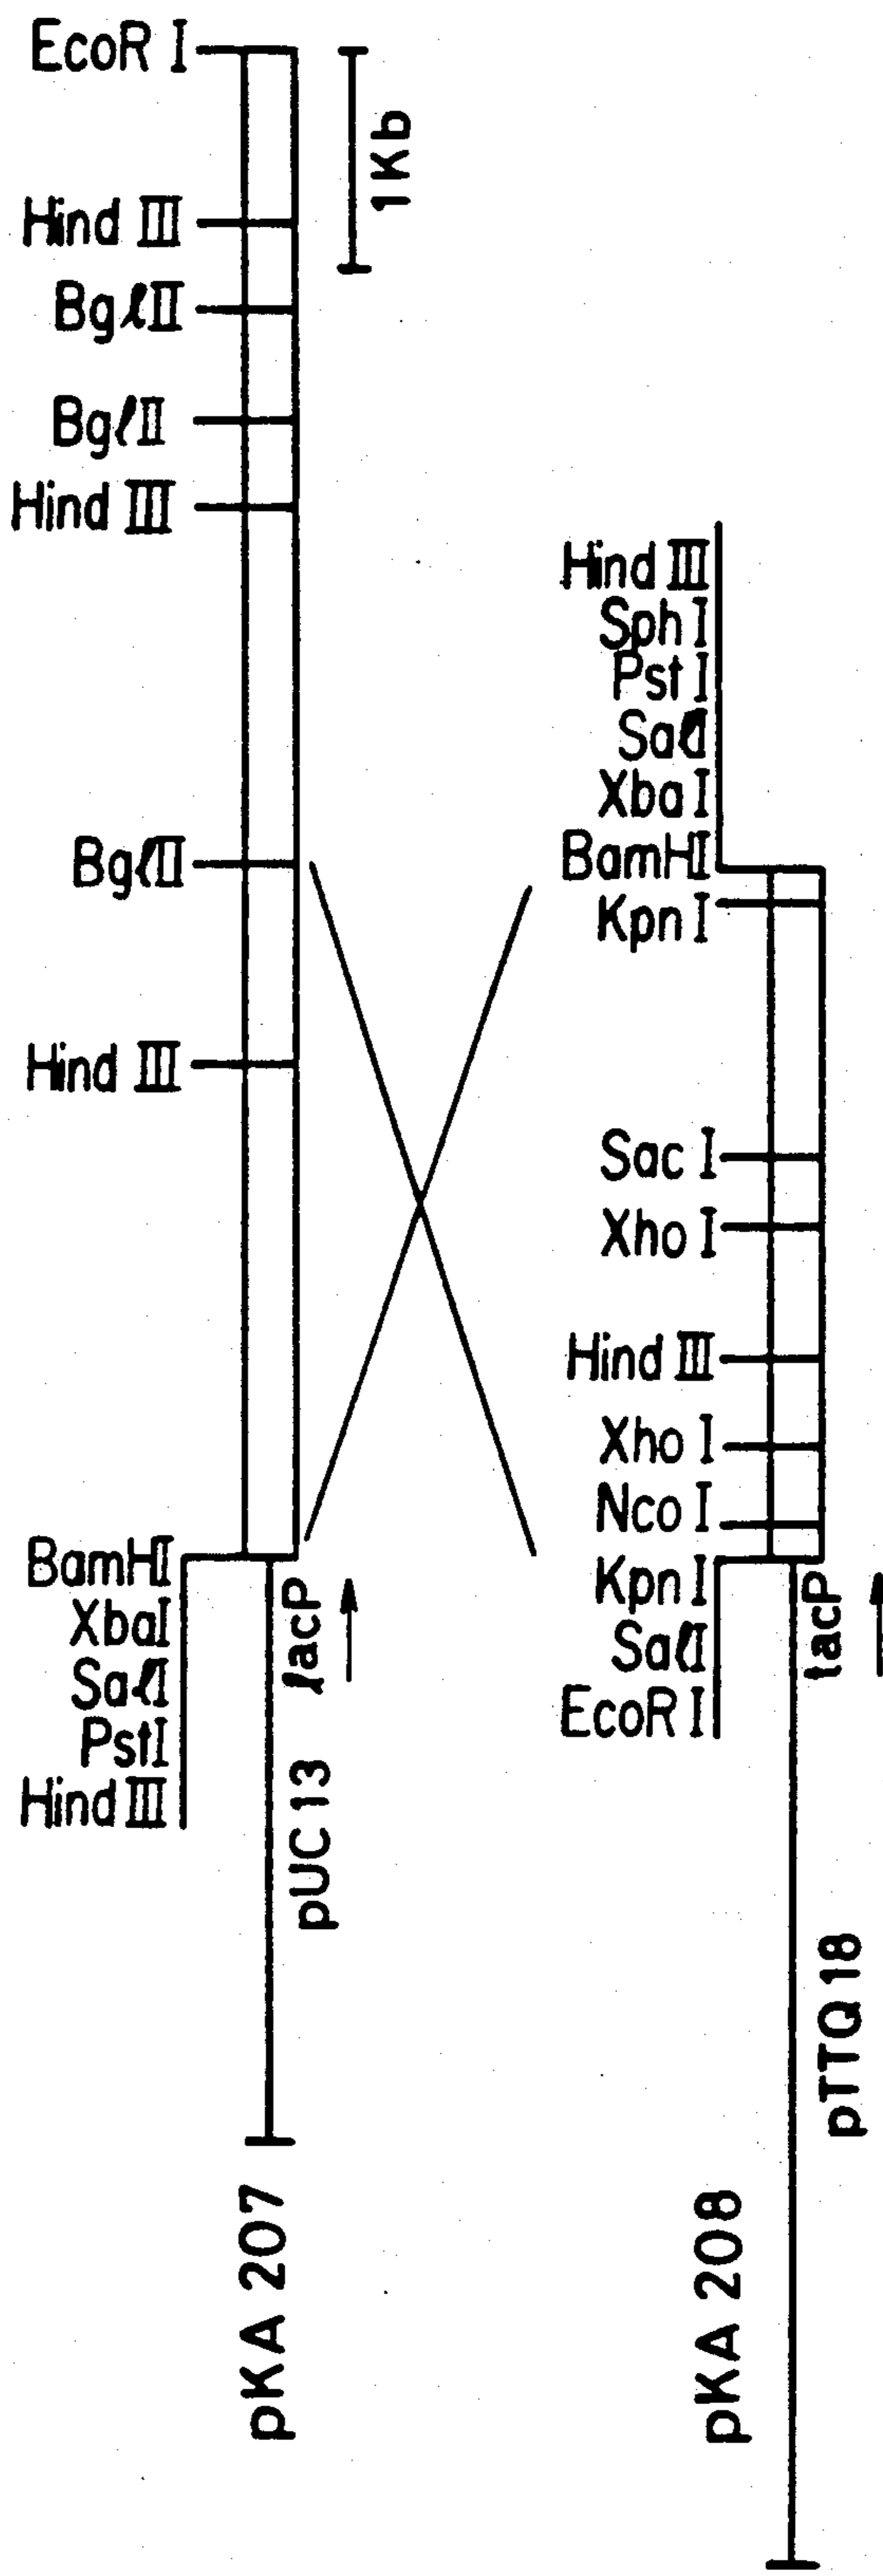 EcoR I
1Kb
Hind III
BglII
BglII
Hind III
BglII
Hind III
BamHI
XbaI
SalI
PstI
Hind III
lacP
pUC13
pKA 207
Hind III
Sph I
Pst I
SalI
Xba I
BamHI
Kpn I
Sac I
Xho I
Hind III
Xho I
Nco I
Kpn I
SalI
EcoR I
tacP
pTTQ18
pKA 208